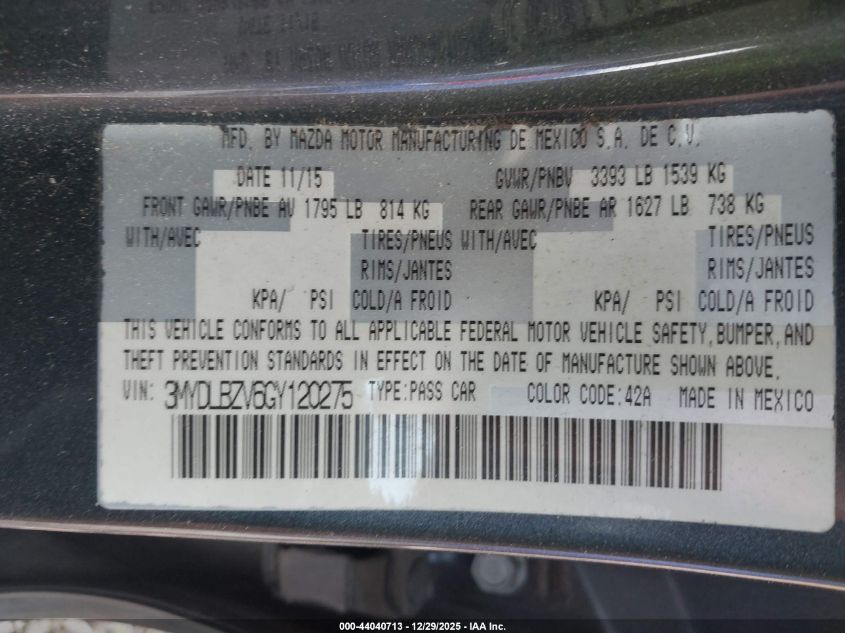 MFD. BY MAZDA MOTOR MANUFACTURING DE MEXICO S.A. DE C.V.
DATE 11/15 GVWR/PNBV 3393 LB 1539 KG
FRONT GAWR/PNBE AV 1795 LB 814 KG REAR GAWR/PNBE AR 1627 LB 738 KG
WITH/AVEC TIRES/PNEUS WITH/AVEC TIRES/PNEUS
RIMS/JANTES RIMS/JANTES
KPA/ PSI COLD/A FROID KPA/ PSI COLD/A FROID
THIS VEHICLE CONFORMS TO ALL APPLICABLE FEDERAL MOTOR VEHICLE SAFETY, BUMPER, AND
THEFT PREVENTION STANDARDS IN EFFECT ON THE DATE OF MANUFACTURE SHOWN ABOVE.
VIN: 3MYDLBZV6GY120275 TYPE:PASS CAR COLOR CODE:42A MADE IN MEXICO
000-44040713 - 12/29/2025 - IAA Inc.